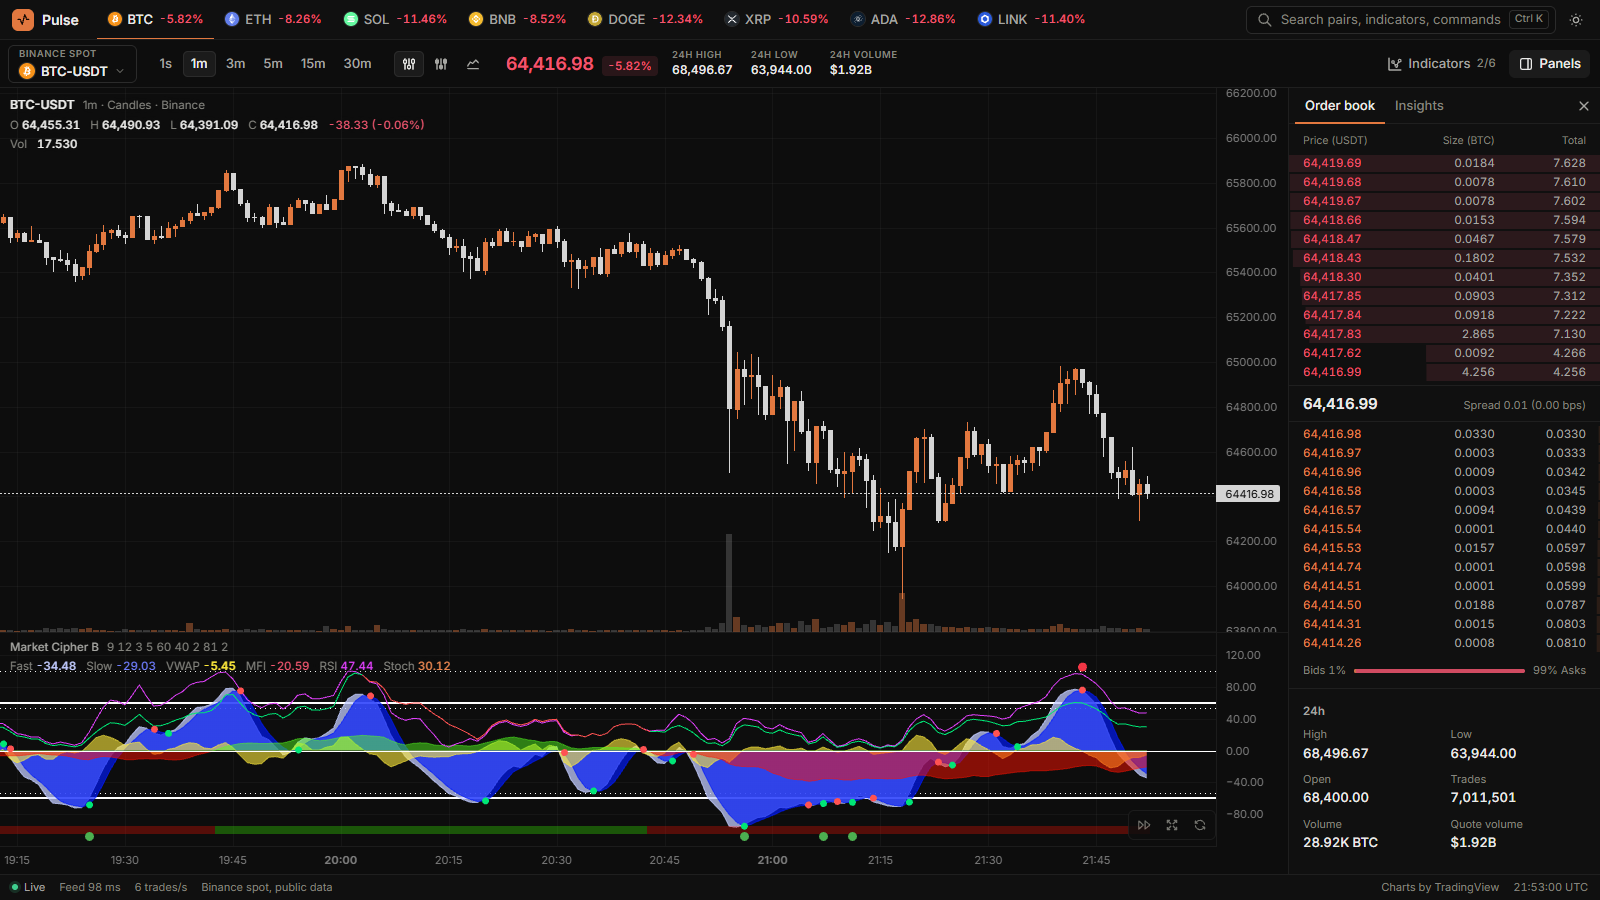 Pulse
BTC -5.82%
ETH -8.26%
SOL -11.46%
BNB -8.52%
DOGE -12.34%
XRP -10.59%
ADA -12.86%
LINK -11.40%
Search pairs, indicators, commands Ctrl K
BINANCE SPOT
BTC-USDT
1s 1m 3m 5m 15m 30m
64,416.98 -5.82%
24H HIGH
68,496.67
24H LOW
63,944.00
24H VOLUME
$1.92B
Indicators 2/6
Panels
BTC-USDT 1m · Candles · Binance
O 64,455.31 H 64,490.93 L 64,391.09 C 64,416.98 -38.33 (-0.06%)
Vol 17.530
66200.00
66000.00
65800.00
65600.00
65400.00
65200.00
65000.00
64800.00
64600.00
64416.98
64200.00
64000.00
63800.00
Market Cipher B 9 12 3 5 60 40 2 81 2
Fast −34.48 Slow −29.03 VWAP −5.45 MFI −20.59 RSI 47.44 Stoch 30.12
120.00
80.00
40.00
0.00
−40.00
−80.00
19:15 19:30 19:45 20:00 20:15 20:30 20:45 21:00 21:15 21:30 21:45
Order book Insights
Price (USDT) Size (BTC) Total
64,419.69 0.0184 7.628
64,419.68 0.0078 7.610
64,419.67 0.0078 7.602
64,418.66 0.0153 7.594
64,418.47 0.0467 7.579
64,418.43 0.1802 7.532
64,418.30 0.0401 7.352
64,417.85 0.0903 7.312
64,417.84 0.0918 7.222
64,417.83 2.865 7.130
64,417.62 0.0092 4.266
64,416.99 4.256 4.256
64,416.99 Spread 0.01 (0.00 bps)
64,416.98 0.0330 0.0330
64,416.97 0.0003 0.0333
64,416.96 0.0009 0.0342
64,416.58 0.0003 0.0345
64,416.57 0.0094 0.0439
64,415.54 0.0001 0.0440
64,415.53 0.0157 0.0597
64,414.74 0.0001 0.0598
64,414.51 0.0001 0.0599
64,414.50 0.0188 0.0787
64,414.31 0.0015 0.0803
64,414.26 0.0008 0.0810
Bids 1% 99% Asks
24h
High Low
68,496.67 63,944.00
Open Trades
68,400.00 7,011,501
Volume Quote volume
28.92K BTC $1.92B
Live Feed 98 ms 6 trades/s Binance spot, public data
Charts by TradingView 21:53:00 UTC